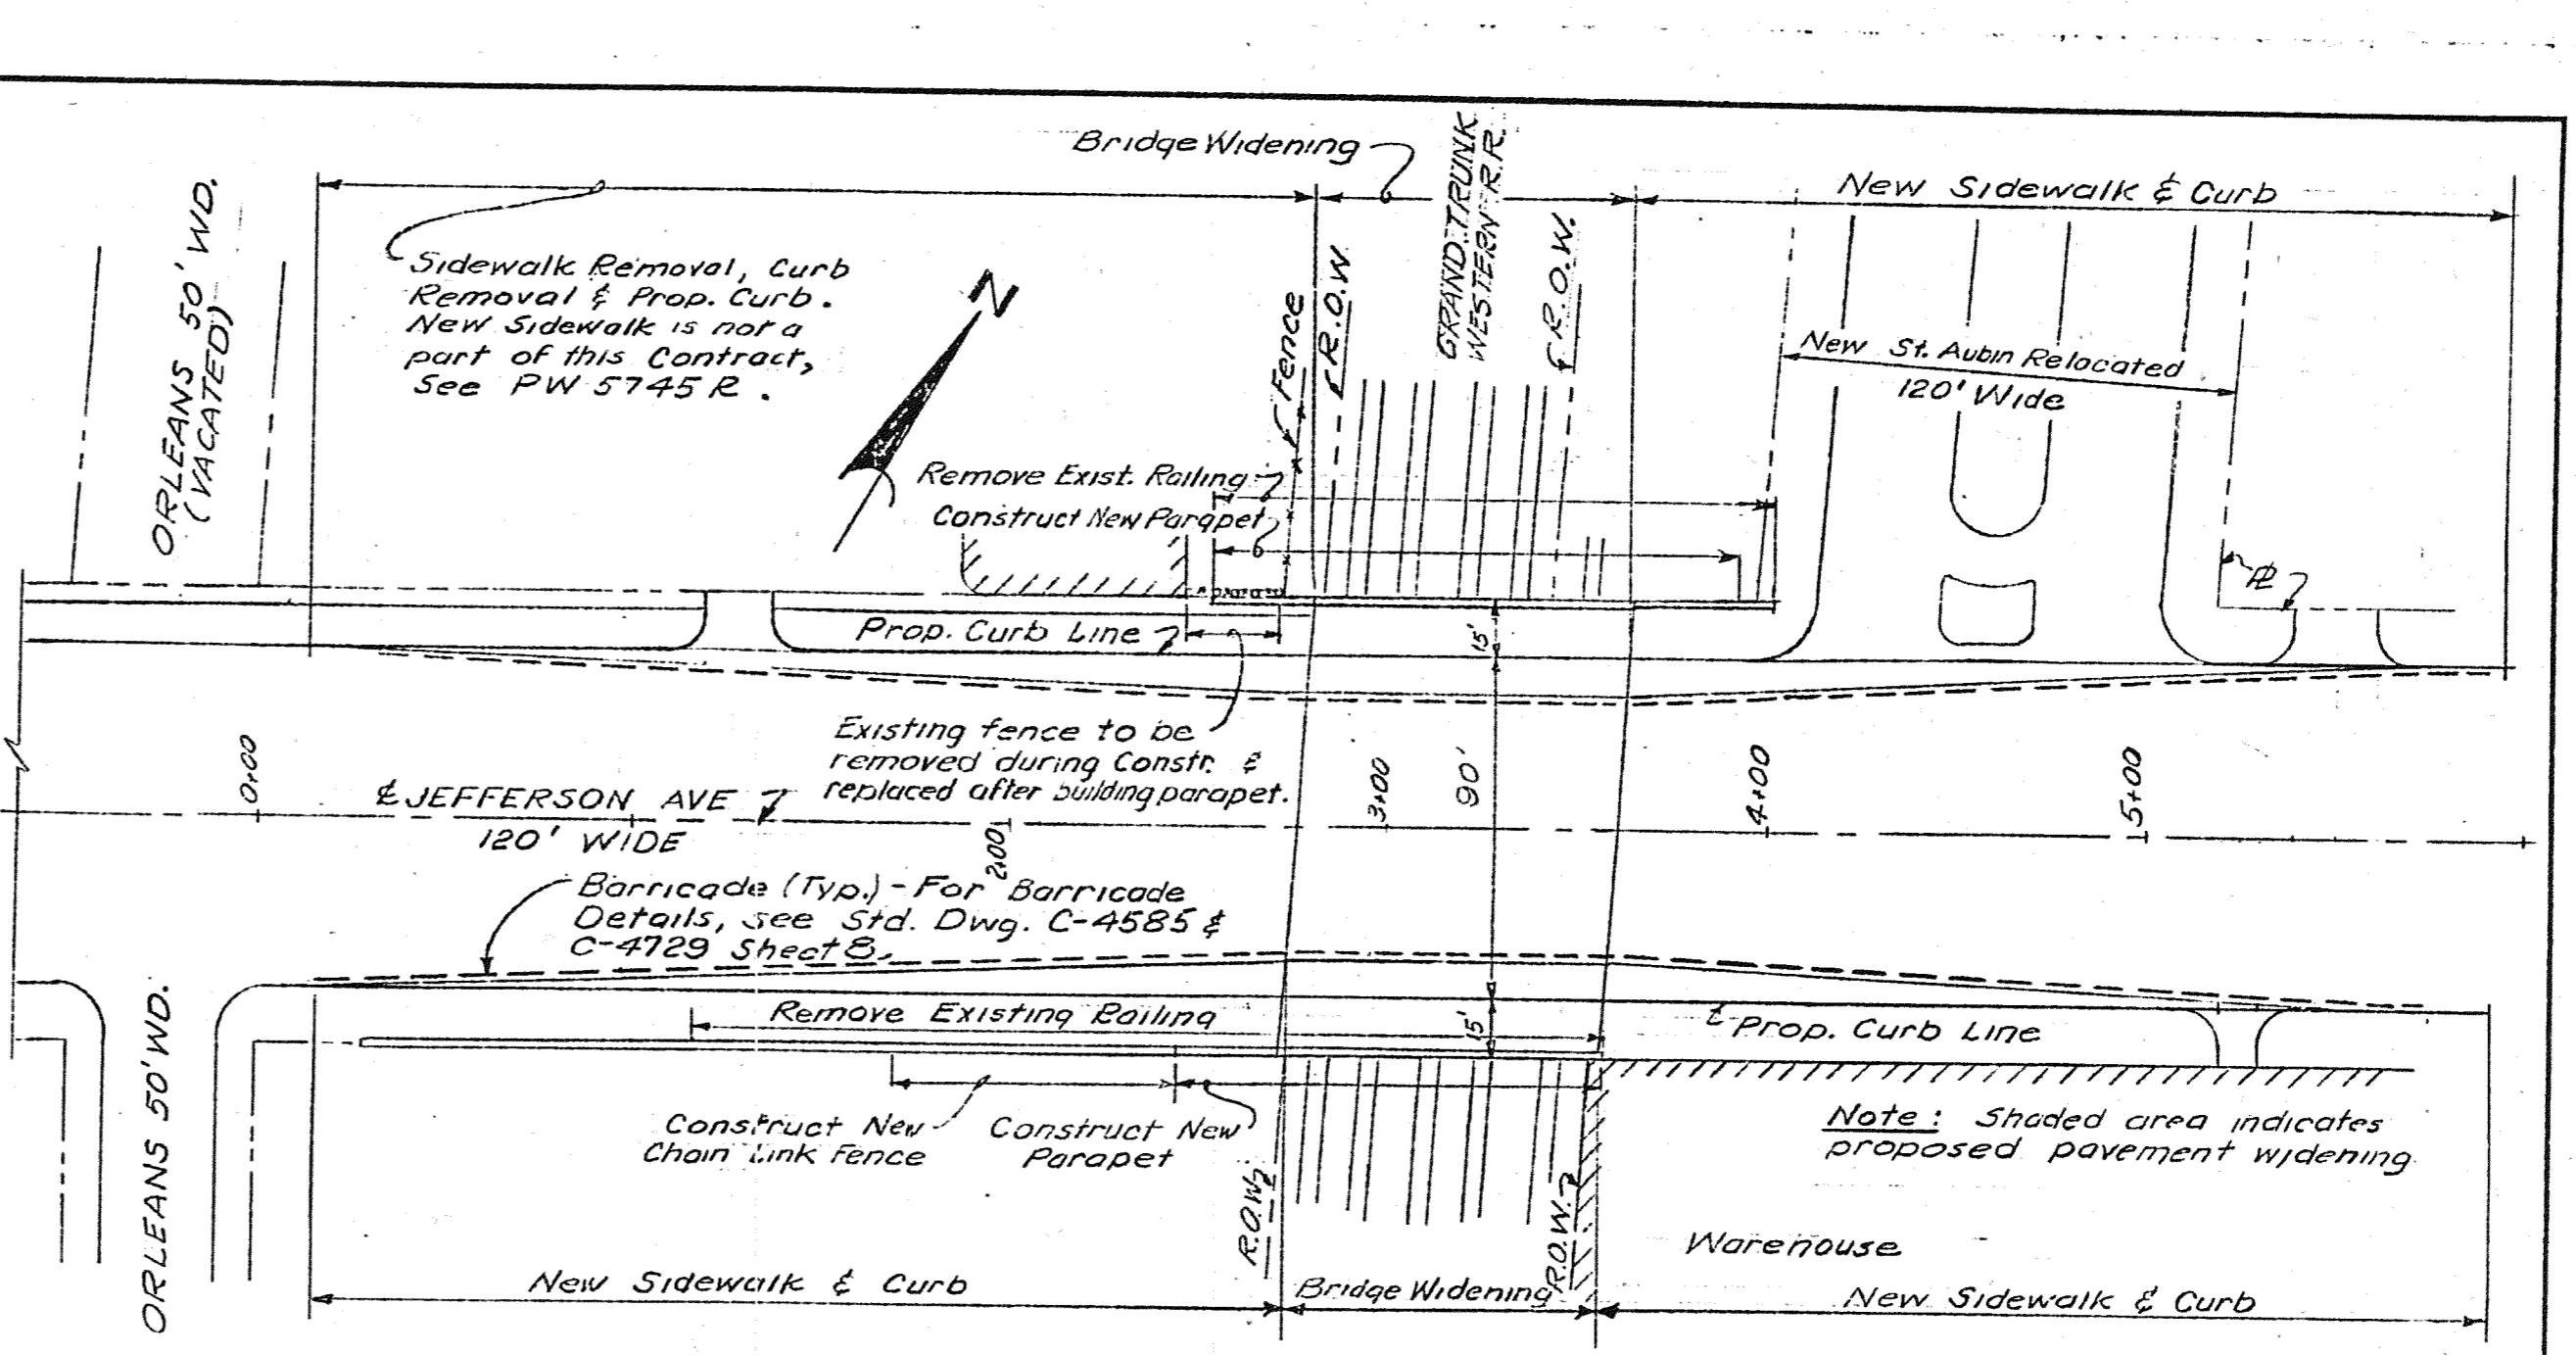 Bridge Widening
GRAND TRUNK
WESTERN R.R.
New Sidewalk & Curb
ORLEANS 50' WD.
(VACATED)
Sidewalk Removal, Curb
Removal & Prop. Curb.
New Sidewalk is not a
part of this Contract,
See PW 5745 R.
N
Fence
R.O.W
R.O.W.
New St. Aubin Relocated
120' Wide
Remove Exist. Railing
Construct New Parapet
PL
Prop. Curb Line
15'
Existing fence to be
removed during Constr. &
replaced after building parapet.
0+00
2+00
3+00
90'
4+00
5+00
℄ JEFFERSON AVE
120' WIDE
Barricade (Typ.) - For Barricade
Details, see Std. Dwg. C-4585 &
C-4729 Sheet 8.
ORLEANS 50' WD.
Remove Existing Railing
15'
Prop. Curb Line
Construct New
Chain Link Fence
Construct New
Parapet
Note: Shaded area indicates
proposed pavement widening
R.O.W.
R.O.W.
Warehouse
New Sidewalk & Curb
Bridge Widening
New Sidewalk & Curb